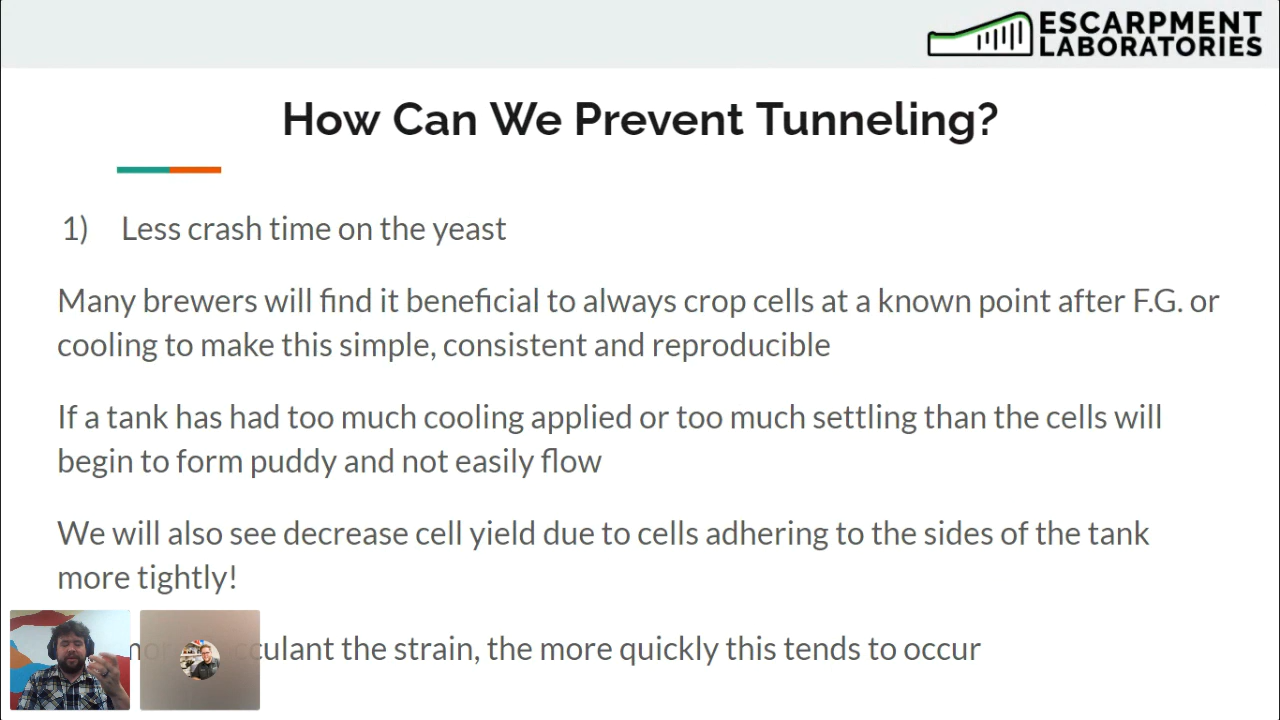 ESCARPMENT
LABORATORIES
How Can We Prevent Tunneling?
1) Less crash time on the yeast
Many brewers will find it beneficial to always crop cells at a known point after F.G. or
cooling to make this simple, consistent and reproducible
If a tank has had too much cooling applied or too much settling than the cells will
begin to form puddy and not easily flow
We will also see decrease cell yield due to cells adhering to the sides of the tank
more tightly!
the strain, the more quickly this tends to occur